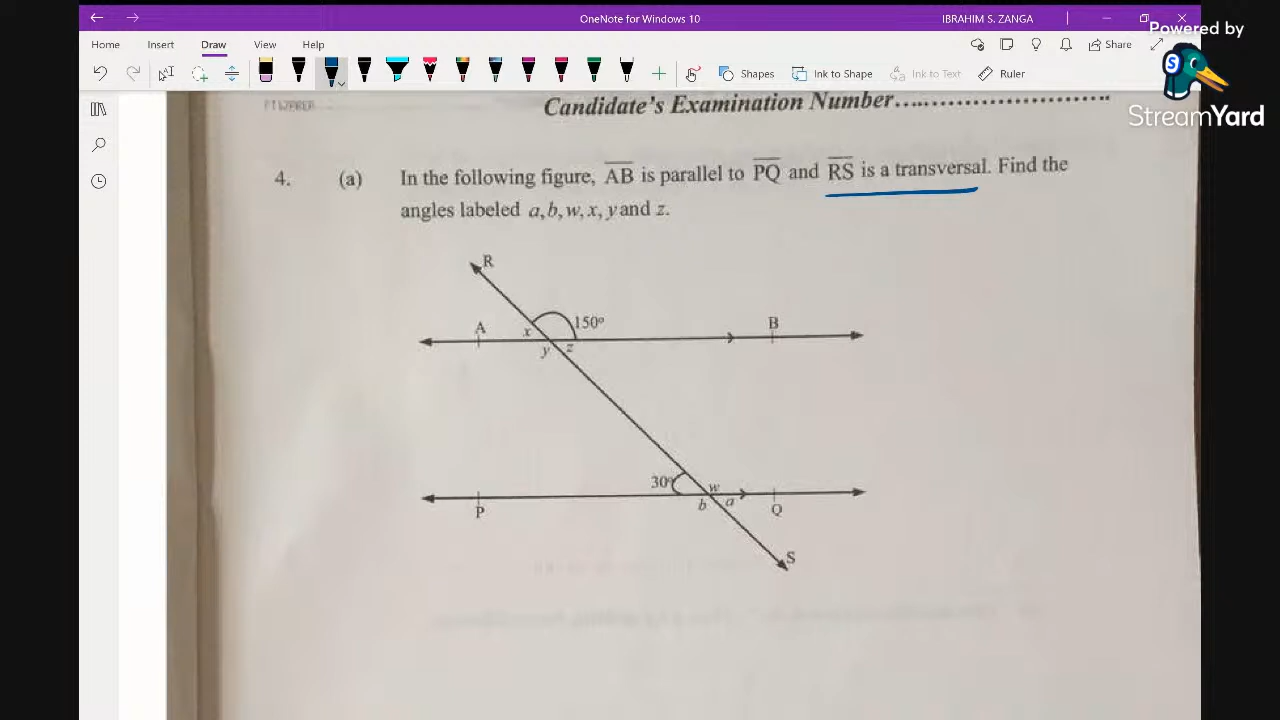 OneNote for Windows 10
IBRAHIM S. ZANGA
Powered by
StreamYard
Home Insert Draw View Help
Share
Shapes
Ink to Shape
Ink to Text
Ruler
Candidate's Examination Number
4. (a) In the following figure, AB is parallel to PQ and RS is a transversal. Find the
angles labeled a, b, w, x, y and z.
R
A x 150° B
y z
30° w
P b a Q
S